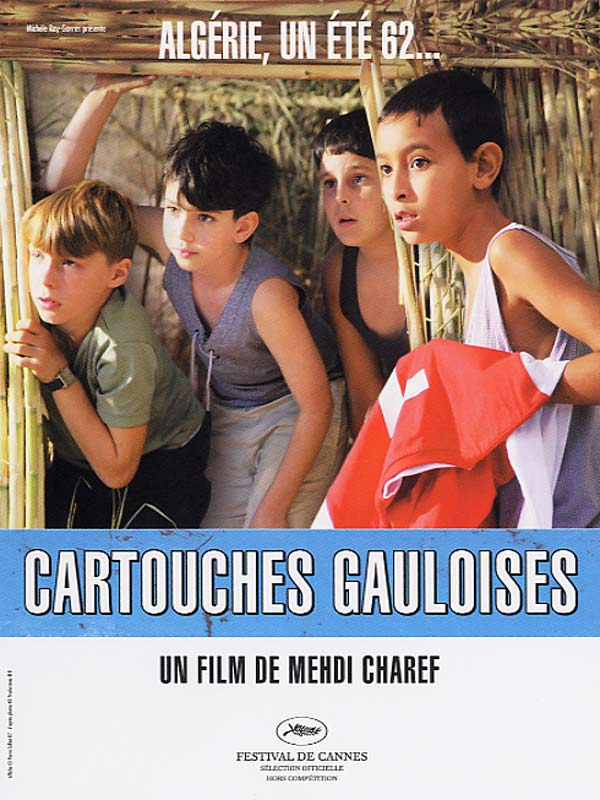 Michèle Ray-Gavras présente
ALGÉRIE, UN ÉTÉ 62...
CARTOUCHES GAULOISES
UN FILM DE MEHDI CHAREF
FESTIVAL DE CANNES
SÉLECTION OFFICIELLE
HORS COMPÉTITION